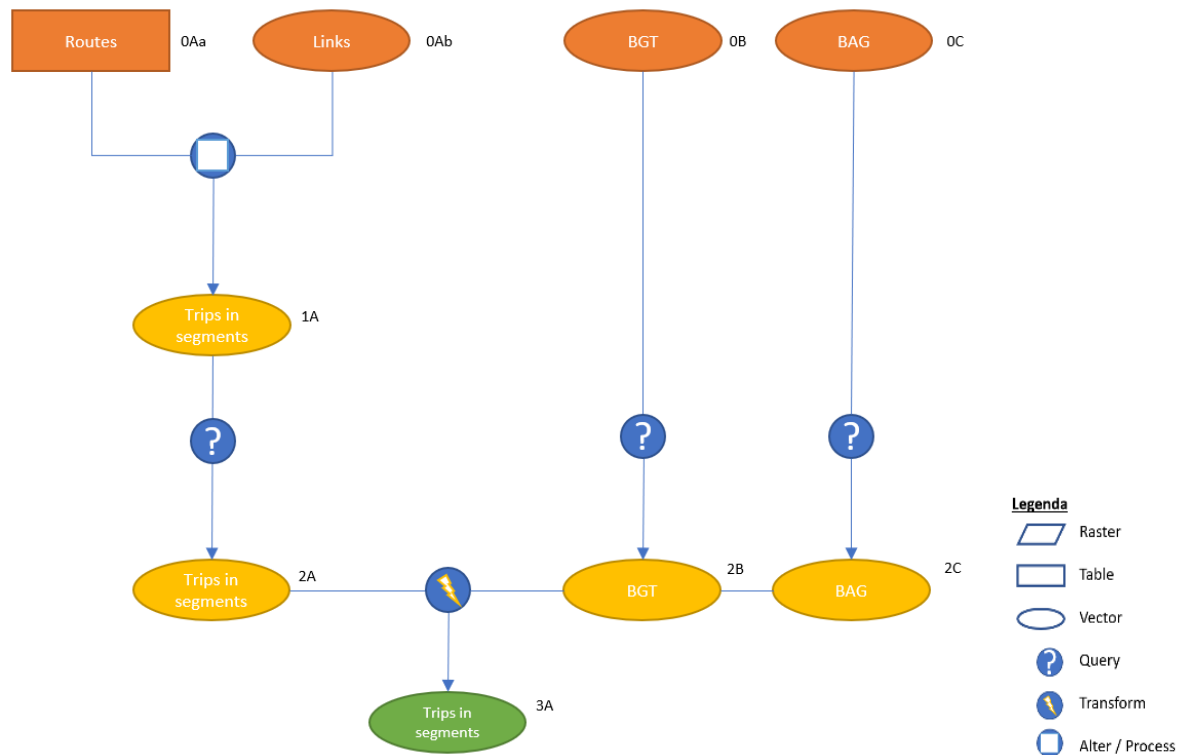 Routes
0Aa
Links
0Ab
BGT
0B
BAG
0C
Trips in
segments
1A
?
?
?
Trips in
segments
2A
BGT
2B
BAG
2C
Trips in
segments
3A
Legenda
Raster
Table
Vector
?
Query
Transform
Alter / Process